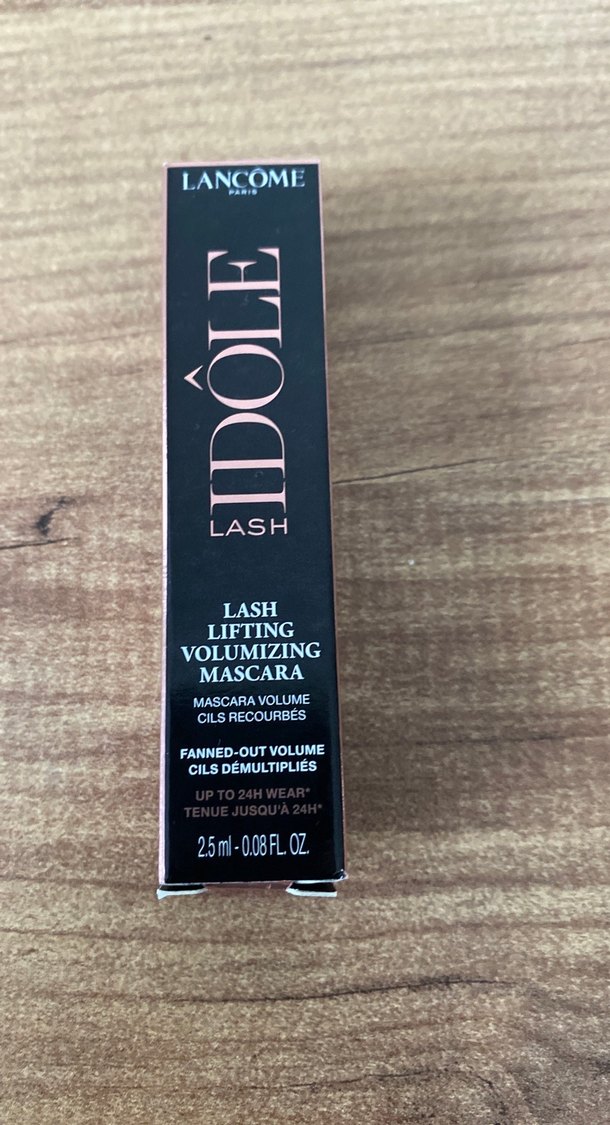 LANCÔME
PARIS
IDÔLE
LASH
LASH
LIFTING
VOLUMIZING
MASCARA
MASCARA VOLUME
CILS RECOURBÉS
FANNED-OUT VOLUME
CILS DÉMULTIPLIÉS
UP TO 24H WEAR*
TENUE JUSQU'À 24H*
2.5 ml - 0.08 FL. OZ.